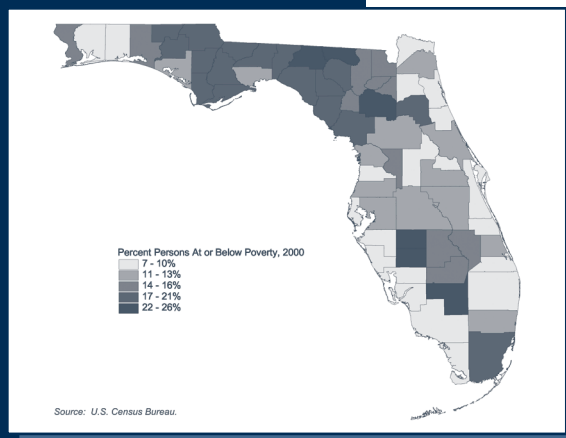 Percent Persons At or Below Poverty, 2000
7 - 10%
11 - 13%
14 - 16%
17 - 21%
22 - 26%
Source: U.S. Census Bureau.